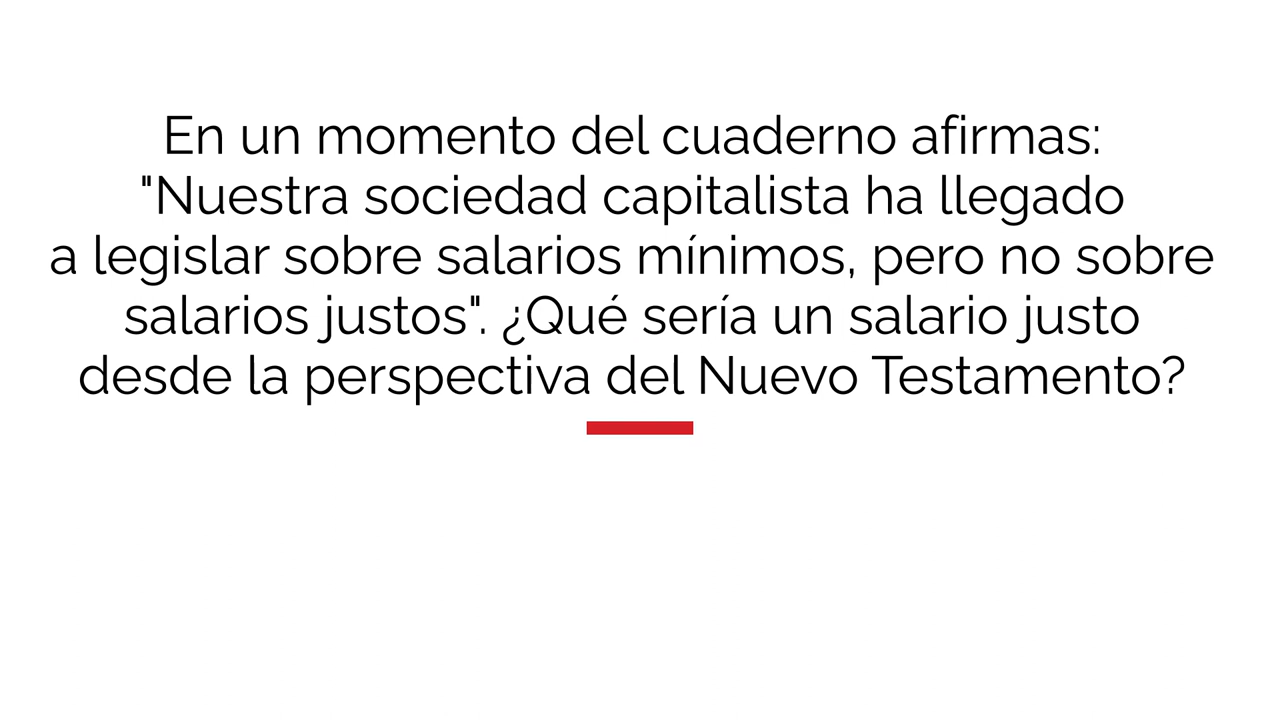 En un momento del cuaderno afirmas:
"Nuestra sociedad capitalista ha llegado
a legislar sobre salarios mínimos, pero no sobre
salarios justos". ¿Qué sería un salario justo
desde la perspectiva del Nuevo Testamento?